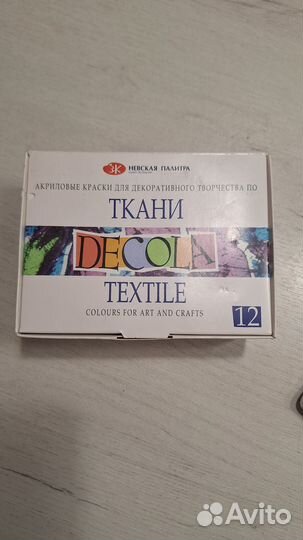 НЕВСКАЯ ПАЛИТРА
АКРИЛОВЫЕ КРАСКИ ДЛЯ ДЕКОРАТИВНОГО ТВОРЧЕСТВА ПО
ТКАНИ
DECOLA
TEXTILE
COLOURS FOR ART AND CRAFTS
12
Avito